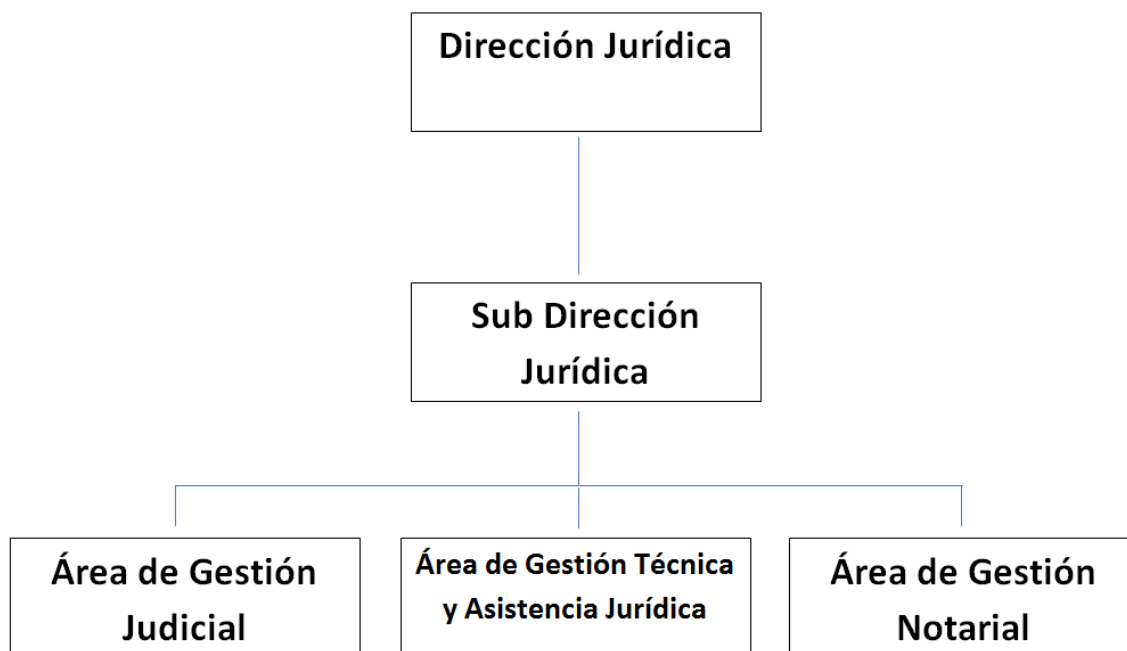 Dirección Jurídica
Sub Dirección
Jurídica
Área de Gestión
Judicial
Área de Gestión Técnica
y Asistencia Jurídica
Área de Gestión
Notarial